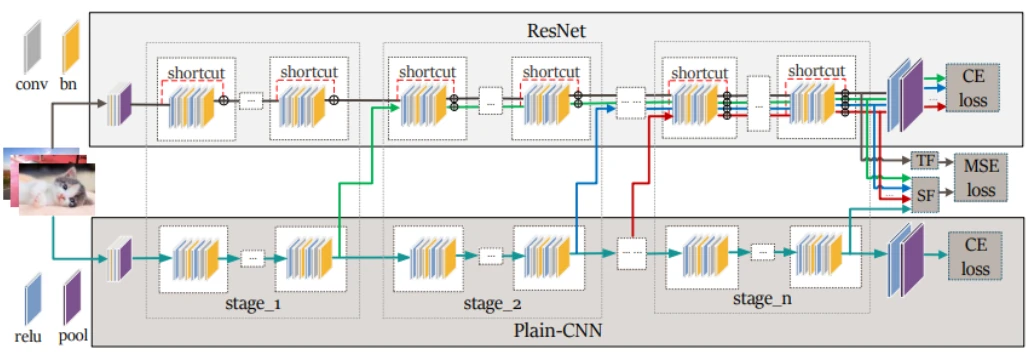 ResNet
conv bn
shortcut shortcut shortcut shortcut shortcut shortcut
... ... ... ... ...
CE
loss
...
TF
SF
MSE
loss
...
CE
loss
... ... ... ... ...
stage_1 stage_2 stage_n
relu pool
Plain-CNN